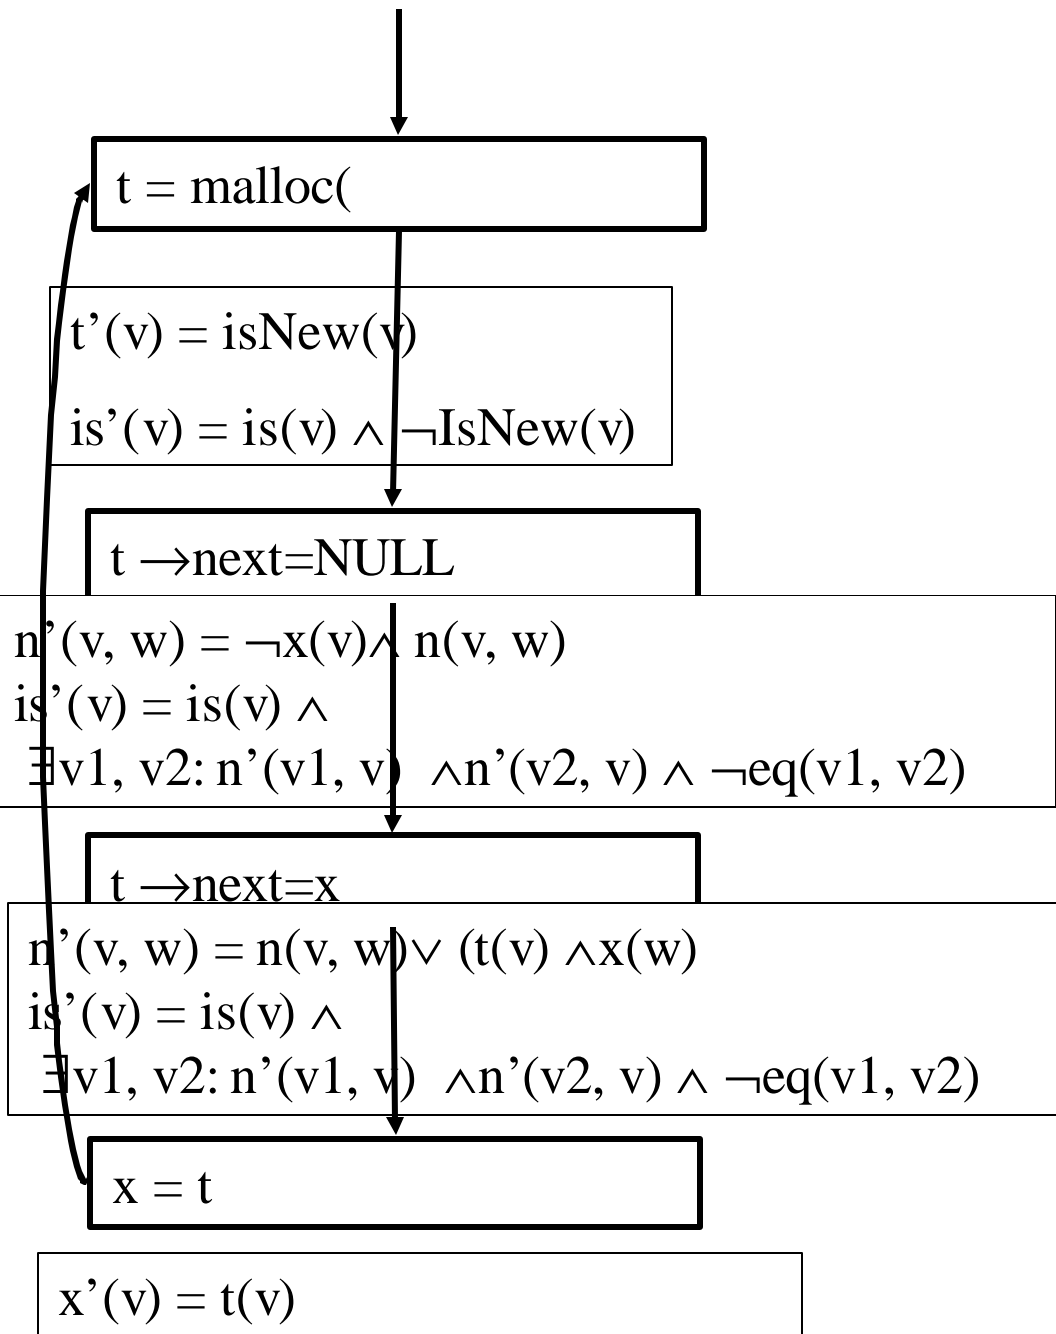 t = malloc(
t’(v) = isNew(v)
is’(v) = is(v) ∧ ¬IsNew(v)
t →next=NULL
n’(v, w) = ¬x(v)∧ n(v, w)
is’(v) = is(v) ∧
∃v1, v2: n’(v1, v) ∧n’(v2, v) ∧ ¬eq(v1, v2)
t →next=x
n’(v, w) = n(v, w)∨ (t(v) ∧x(w)
is’(v) = is(v) ∧
∃v1, v2: n’(v1, v) ∧n’(v2, v) ∧ ¬eq(v1, v2)
x = t
x’(v) = t(v)